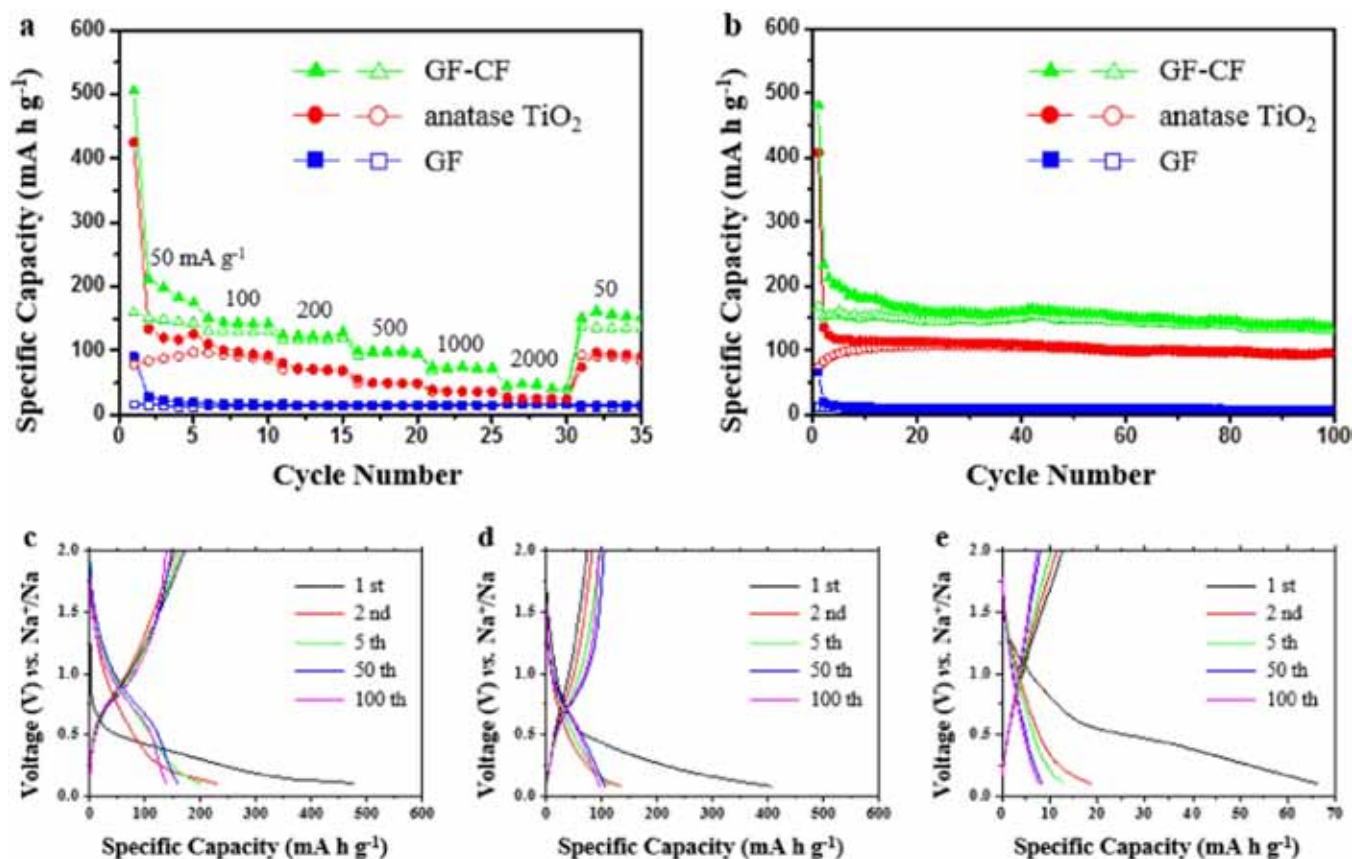 a
600
500
400
300
200
100
0
Specific Capacity (mA h g⁻¹)
GF-CF
anatase TiO₂
GF
50 mA g⁻¹
100
200
500
1000
2000
50
0 5 10 15 20 25 30 35
Cycle Number
b
600
500
400
300
200
100
0
Specific Capacity (mA h g⁻¹)
GF-CF
anatase TiO₂
GF
0 20 40 60 80 100
Cycle Number
c
2.0
1.5
1.0
0.5
0.0
Voltage (V) vs. Na⁺/Na
1 st
2 nd
5 th
50 th
100 th
0 100 200 300 400 500 600
Specific Capacity (mA h g⁻¹)
d
2.0
1.5
1.0
0.5
0.0
Voltage (V) vs. Na⁺/Na
1 st
2 nd
5 th
50 th
100 th
0 100 200 300 400 500 600
Specific Capacity (mA h g⁻¹)
e
2.0
1.5
1.0
0.5
0.0
Voltage (V) vs. Na⁺/Na
1 st
2 nd
5 th
50 th
100 th
0 10 20 30 40 50 60 70
Specific Capacity (mA h g⁻¹)